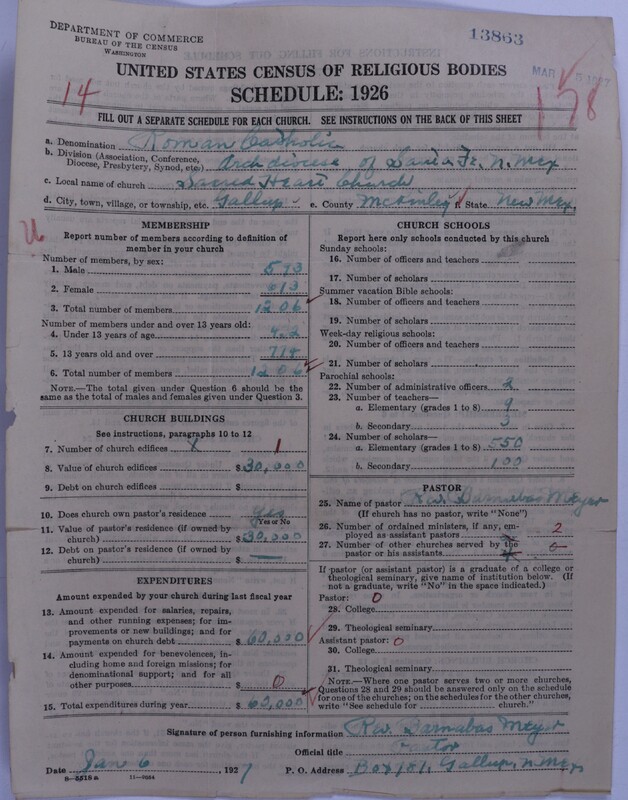 DEPARTMENT OF COMMERCE
BUREAU OF THE CENSUS
WASHINGTON
13863
UNITED STATES CENSUS OF RELIGIOUS BODIES
SCHEDULE: 1926
14
178
FILL OUT A SEPARATE SCHEDULE FOR EACH CHURCH. SEE INSTRUCTIONS ON THE BACK OF THIS SHEET
a. Denomination Roman Catholic
b. Division (Association, Conference, Diocese, Presbytery, Synod, etc.) Archdiocese of Santa Fe, N. Mex
c. Local name of church Sacred Heart Church
d. City, town, village, or township, etc. Gallup e. County McKinley f. State New Mex.
U
MEMBERSHIP
Report number of members according to definition of
member in your church
Number of members, by sex:
1. Male 593
2. Female 613
3. Total number of members 1206
Number of members under and over 13 years old:
4. Under 13 years of age
5. 13 years old and over
6. Total number of members 1206
NOTE.—The total given under Question 6 should be the
same as the total of males and females given under Question 3.
CHURCH BUILDINGS
See instructions, paragraphs 10 to 12
7. Number of church edifices X 1
8. Value of church edifices $30,000
9. Debt on church edifices $
10. Does church own pastor's residence Yes
Yes or No
11. Value of pastor's residence (if owned by
church) $30,000
12. Debt on pastor's residence (if owned by
church) $ —
EXPENDITURES
Amount expended by your church during last fiscal year
13. Amount expended for salaries, repairs,
and other running expenses; for im-
provements or new buildings; and for
payments on church debt $60,000
14. Amount expended for benevolences, in-
cluding home and foreign missions; for
denominational support; and for all
other purposes $ 0
15. Total expenditures during year $60,000
CHURCH SCHOOLS
Report here only schools conducted by this church
Sunday schools:
16. Number of officers and teachers
17. Number of scholars
Summer vacation Bible schools:
18. Number of officers and teachers
19. Number of scholars
Week-day religious schools:
20. Number of officers and teachers
21. Number of scholars
Parochial schools:
22. Number of administrative officers 2
23. Number of teachers—
a. Elementary (grades 1 to 8) 9
b. Secondary 3
24. Number of scholars—
a. Elementary (grades 1 to 8) 550
b. Secondary 100
PASTOR
25. Name of pastor Rev. Barnabas Meyer
(If church has no pastor, write "None")
26. Number of ordained ministers, if any, em-
ployed as assistant pastors 2
27. Number of other churches served by the
pastor or his assistants 0
If pastor (or assistant pastor) is a graduate of a college or
theological seminary, give name of institution below. (If
not a graduate, write "No" in the space indicated.)
Pastor: 0
28. College
29. Theological seminary
Assistant pastor: 0
30. College
31. Theological seminary
NOTE.—Where one pastor serves two or more churches,
Questions 28 and 29 should be answered only on the schedule
for one of the churches; on the schedules for the other churches,
write "See schedule for church."
Signature of person furnishing information Rev. Barnabas Meyer
Official title Pastor
Date Jan 6, 1927 P. O. Address Gallup, N. Mex
8-5518a 11-9264